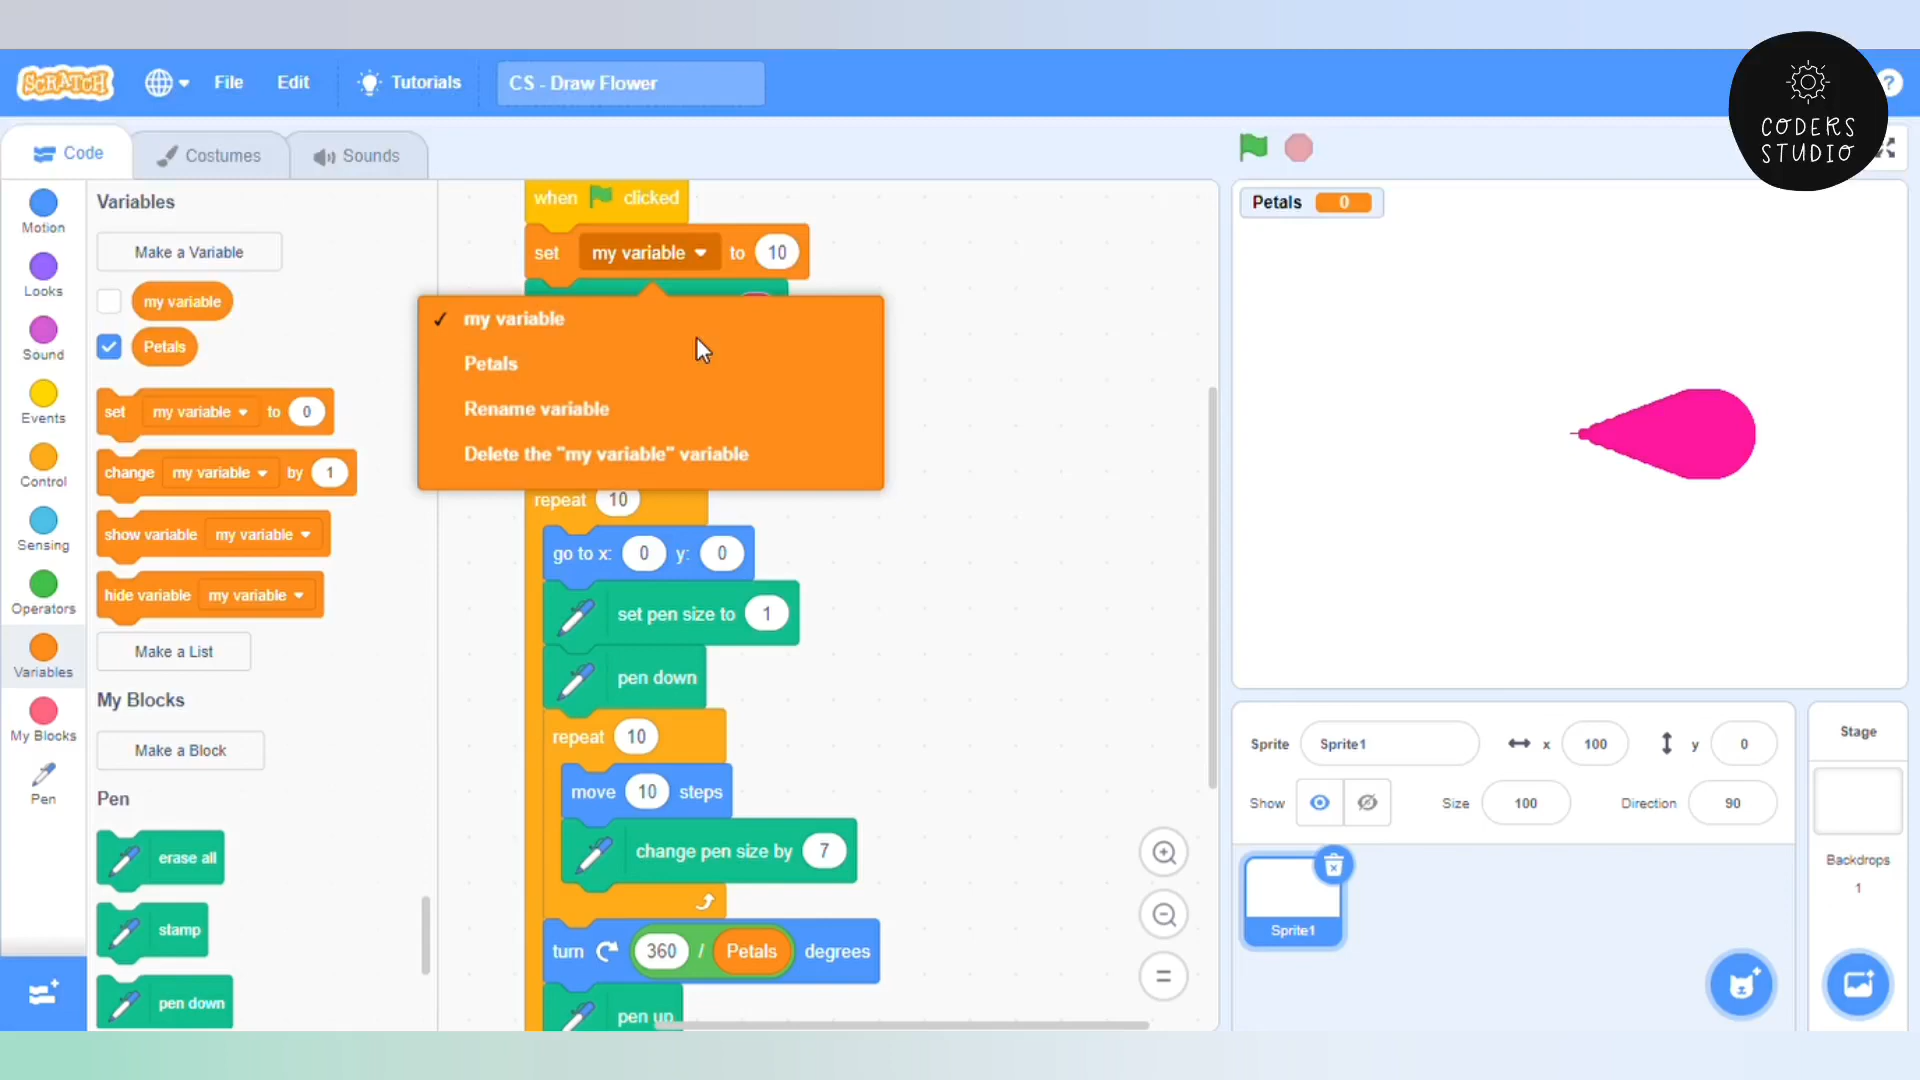 SCRATCH File Edit Tutorials CS - Draw Flower ?
CODERS
STUDIO
Code Costumes Sounds
Motion
Looks
Sound
Events
Control
Sensing
Operators
Variables
My Blocks
Pen
Variables
Make a Variable
my variable
Petals
set my variable to 0
change my variable by 1
show variable my variable
hide variable my variable
Make a List
My Blocks
Make a Block
Pen
erase all
stamp
pen down
when clicked
set my variable to 10
✓ my variable
Petals
Rename variable
Delete the "my variable" variable
repeat 10
go to x: 0 y: 0
set pen size to 1
pen down
repeat 10
move 10 steps
change pen size by 7
turn 360 / Petals degrees
pen up
Petals 0
Sprite Sprite1 x 100 y 0
Show Size 100 Direction 90
Sprite1
Stage
Backdrops
1